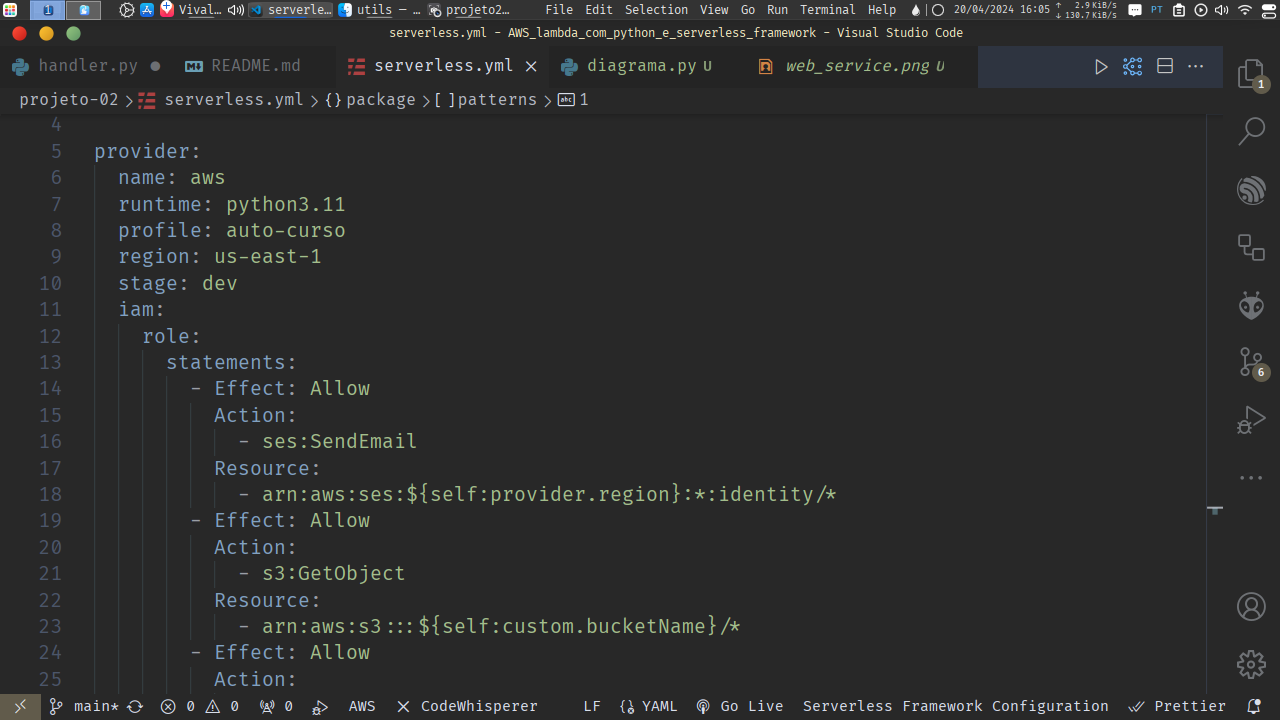 1 Vival... serverle... utils — ... projeto2... File Edit Selection View Go Run Terminal Help 20/04/2024 16:05 ↑ 2.9 KiB/s ↓ 130.7 KiB/s PT
serverless.yml - AWS_lambda_com_python_e_serverless_framework - Visual Studio Code
handler.py README.md serverless.yml diagrama.py U web_service.png U
projeto-02 > serverless.yml > {} package > [ ] patterns > abc 1
4
5 provider:
6   name: aws
7   runtime: python3.11
8   profile: auto-curso
9   region: us-east-1
10   stage: dev
11   iam:
12     role:
13       statements:
14         - Effect: Allow
15           Action:
16             - ses:SendEmail
17           Resource:
18             - arn:aws:ses:${self:provider.region}:*:identity/*
19         - Effect: Allow
20           Action:
21             - s3:GetObject
22           Resource:
23             - arn:aws:s3:::${self:custom.bucketName}/*
24         - Effect: Allow
25           Action:
1
6
main* 0 0 0 AWS CodeWhisperer LF {} YAML Go Live Serverless Framework Configuration Prettier